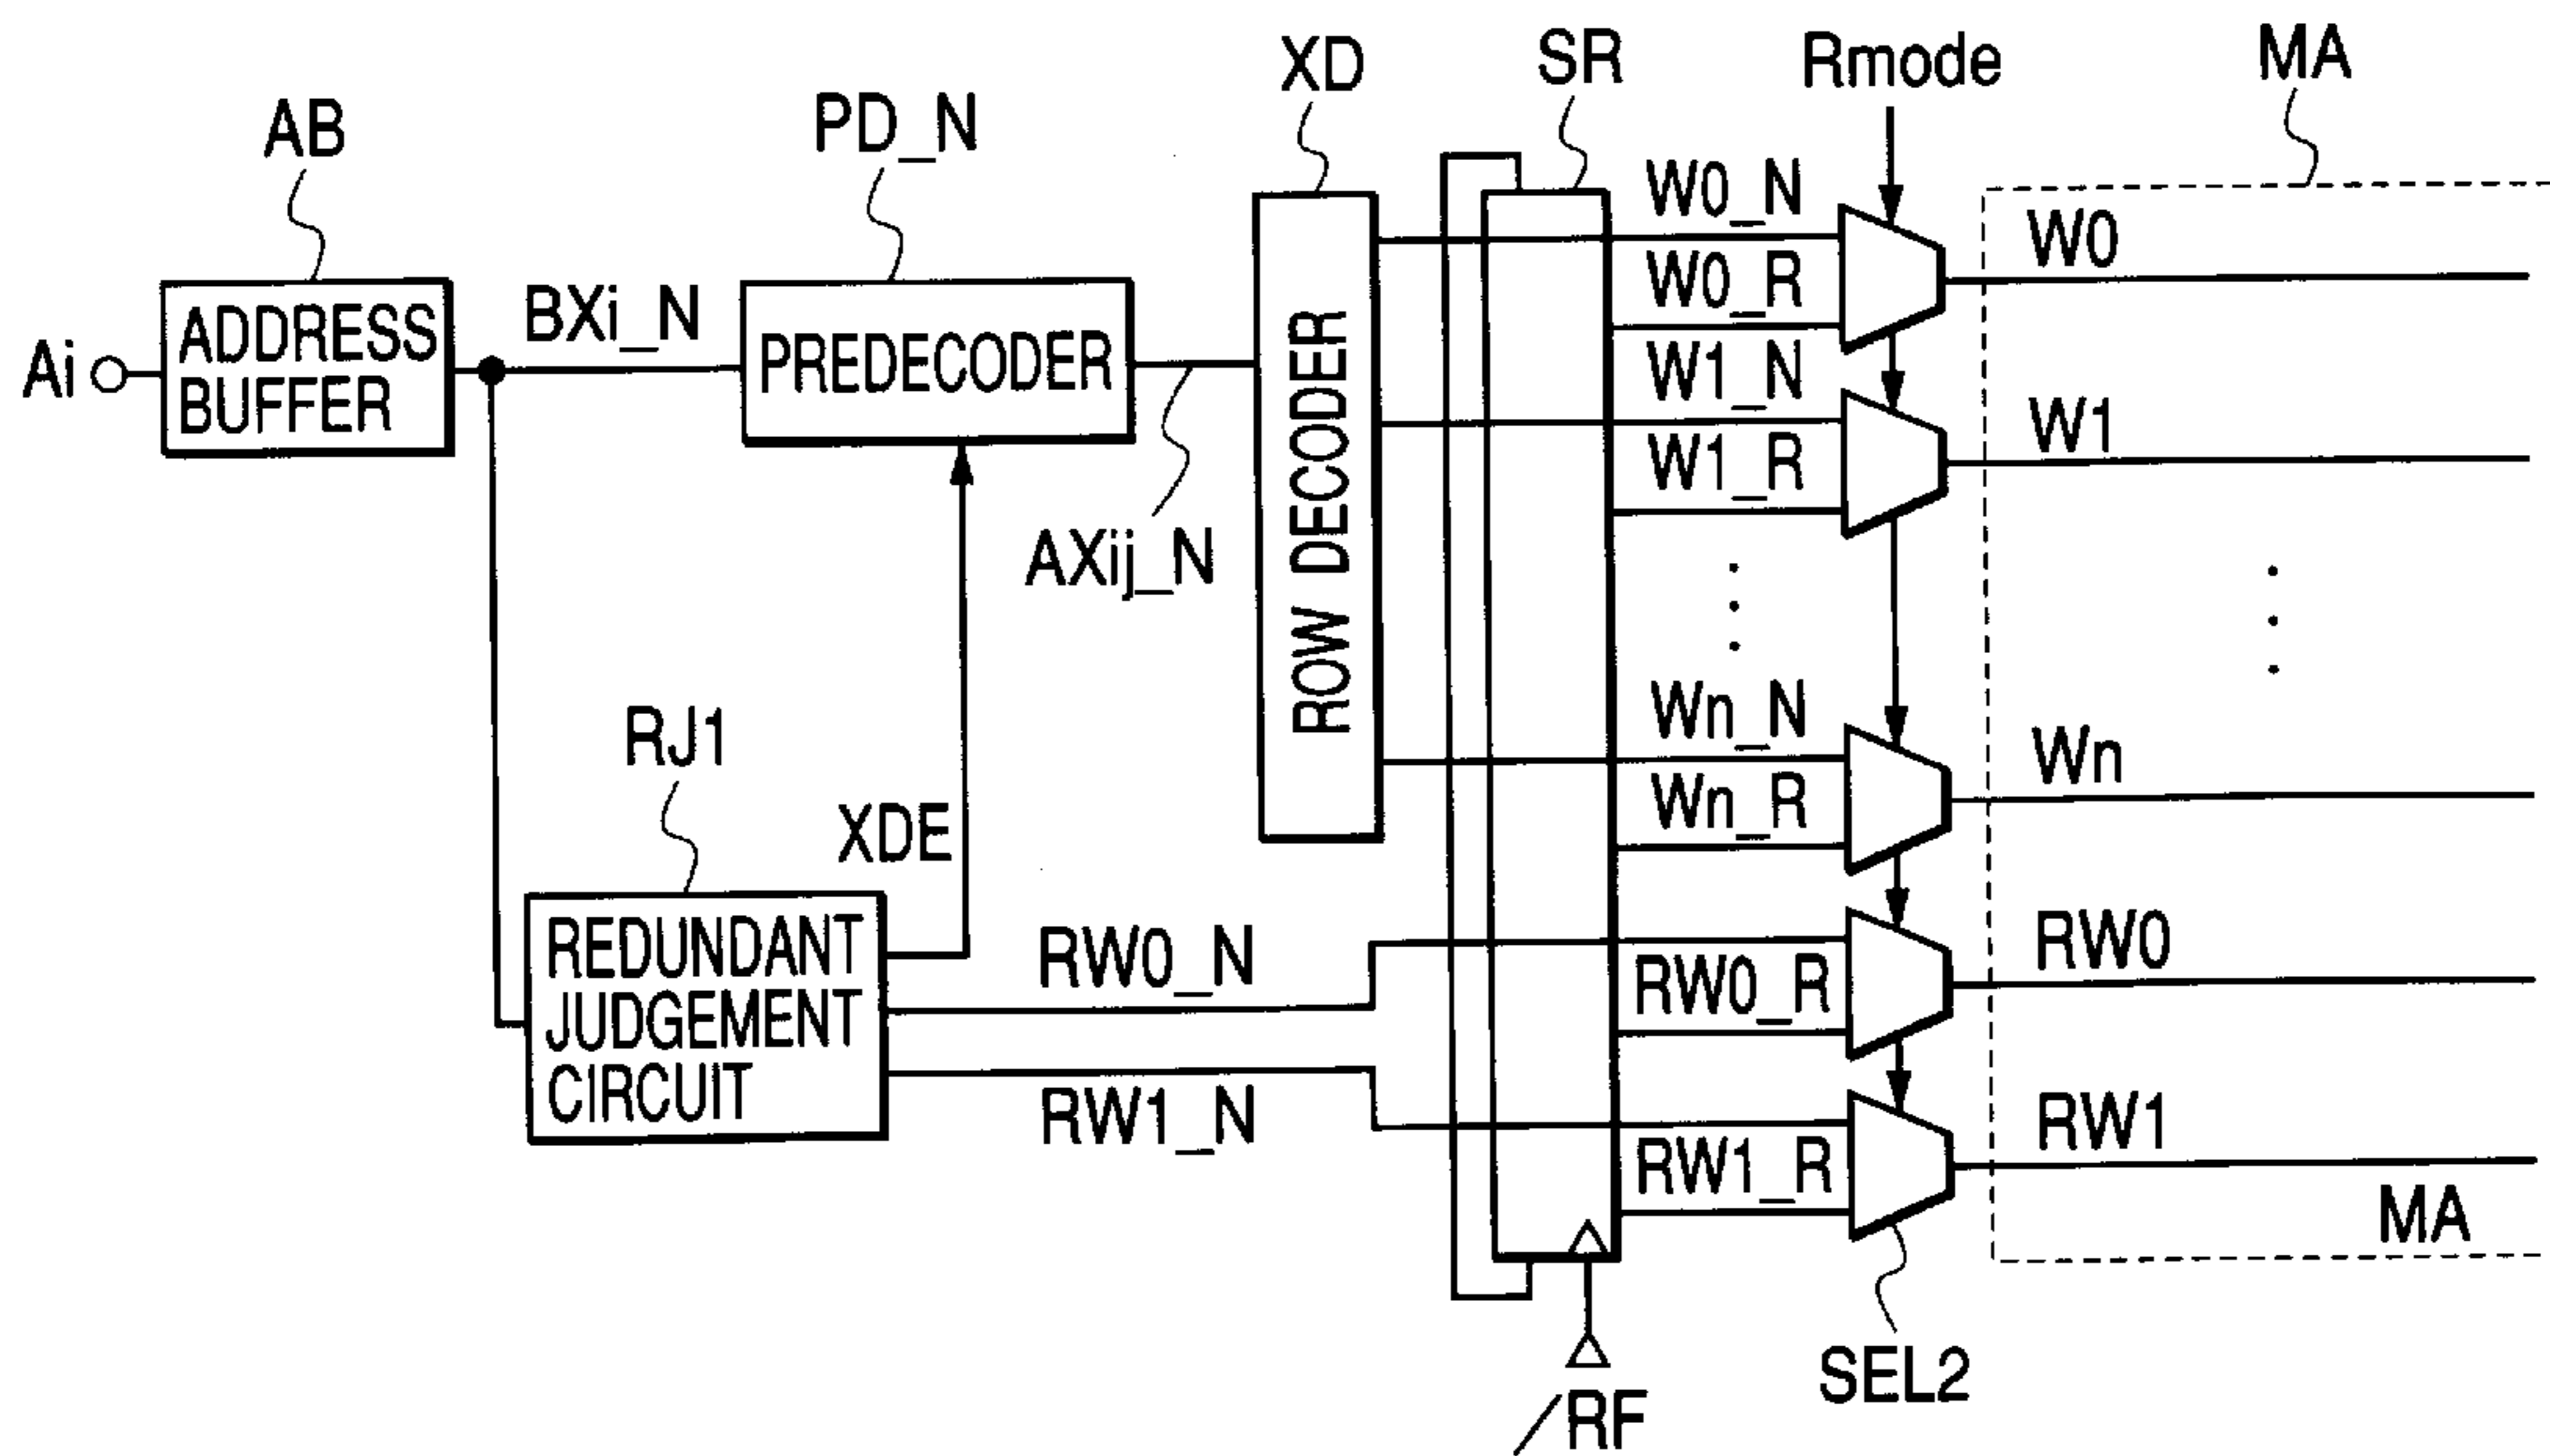 AB
PD_N
XD
SR
Rmode
MA
Ai
ADDRESS
BUFFER
BXi_N
PREDECODER
AXij_N
ROW DECODER
W0_N
W0_R
W1_N
W1_R
Wn_N
Wn_R
W0
W1
Wn
RJ1
XDE
REDUNDANT
JUDGEMENT
CIRCUIT
RW0_N
RW1_N
RW0_R
RW1_R
RW0
RW1
MA
SEL2
/RF